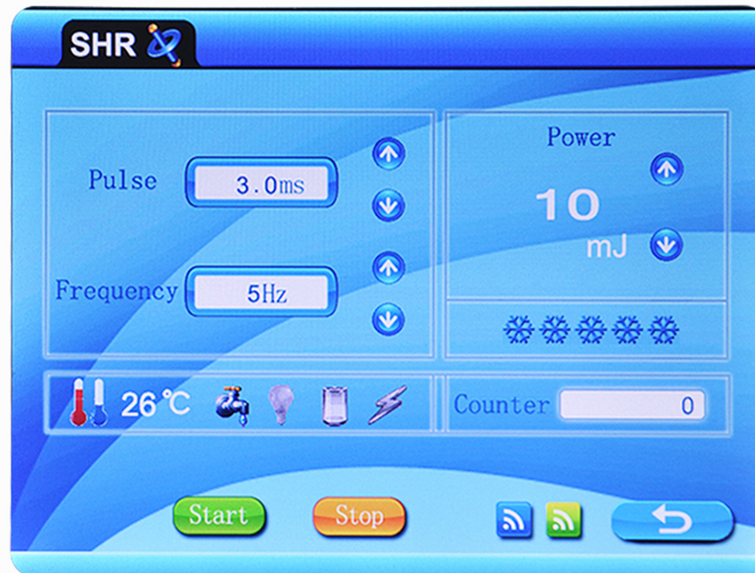 SHR
Power
Pulse 3.0ms
10
mJ
Frequency 5Hz
26℃
Counter 0
Start Stop